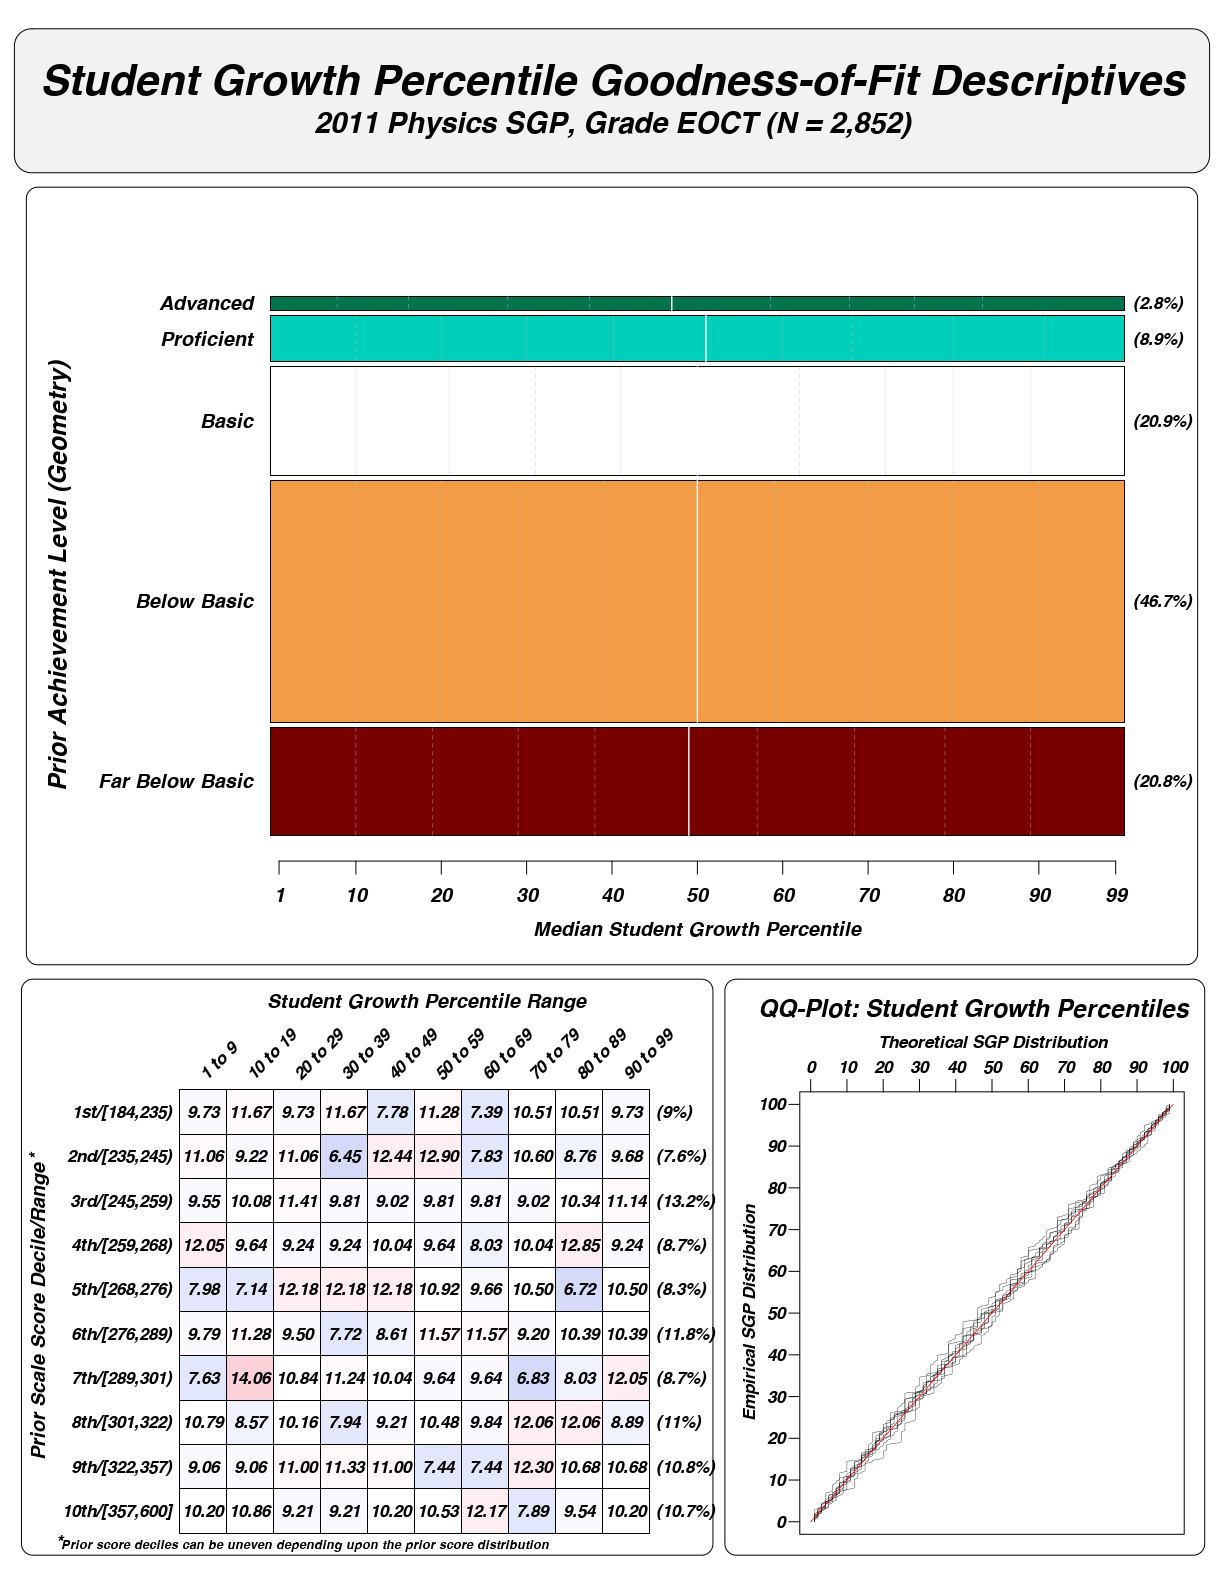 Student Growth Percentile Goodness-of-Fit Descriptives
2011 Physics SGP, Grade EOCT (N = 2,852)
Prior Achievement Level (Geometry)
Advanced (2.8%)
Proficient (8.9%)
Basic (20.9%)
Below Basic (46.7%)
Far Below Basic (20.8%)
1 10 20 30 40 50 60 70 80 90 99
Median Student Growth Percentile
Student Growth Percentile Range
1 to 9 10 to 19 20 to 29 30 to 39 40 to 49 50 to 59 60 to 69 70 to 79 80 to 89 90 to 99
Prior Scale Score Decile/Range*
1st/[184,235) 9.73 11.67 9.73 11.67 7.78 11.28 7.39 10.51 10.51 9.73 (9%)
2nd/[235,245) 11.06 9.22 11.06 6.45 12.44 12.90 7.83 10.60 8.76 9.68 (7.6%)
3rd/[245,259) 9.55 10.08 11.41 9.81 9.02 9.81 9.81 9.02 10.34 11.14 (13.2%)
4th/[259,268) 12.05 9.64 9.24 9.24 10.04 9.64 8.03 10.04 12.85 9.24 (8.7%)
5th/[268,276) 7.98 7.14 12.18 12.18 12.18 10.92 9.66 10.50 6.72 10.50 (8.3%)
6th/[276,289) 9.79 11.28 9.50 7.72 8.61 11.57 11.57 9.20 10.39 10.39 (11.8%)
7th/[289,301) 7.63 14.06 10.84 11.24 10.04 9.64 9.64 6.83 8.03 12.05 (8.7%)
8th/[301,322) 10.79 8.57 10.16 7.94 9.21 10.48 9.84 12.06 12.06 8.89 (11%)
9th/[322,357) 9.06 9.06 11.00 11.33 11.00 7.44 7.44 12.30 10.68 10.68 (10.8%)
10th/[357,600] 10.20 10.86 9.21 9.21 10.20 10.53 12.17 7.89 9.54 10.20 (10.7%)
*Prior score deciles can be uneven depending upon the prior score distribution
QQ-Plot: Student Growth Percentiles
Theoretical SGP Distribution
0 10 20 30 40 50 60 70 80 90 100
Empirical SGP Distribution
100
90
80
70
60
50
40
30
20
10
0